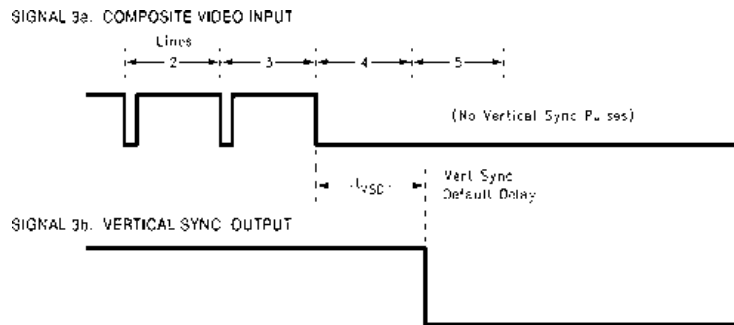 SIGNAL 3a. COMPOSITE VIDEO INPUT
Lines
2 3 4 5
(No Vertical Sync Pulses)
tVSD
Vert Sync
Default Delay
SIGNAL 3b. VERTICAL SYNC OUTPUT